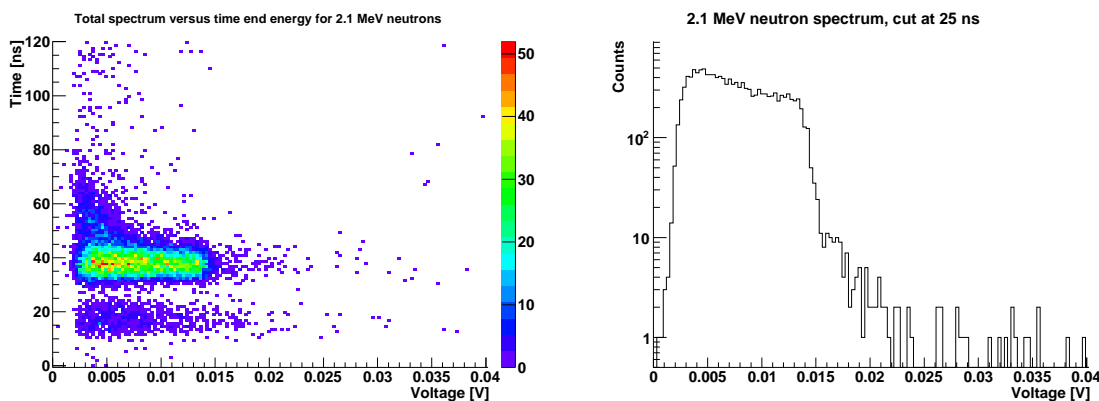 Total spectrum versus time end energy for 2.1 MeV neutrons
Time [ns]
120
100
80
60
40
20
0
0 0.005 0.01 0.015 0.02 0.025 0.03 0.035 0.04
Voltage [V]
50
40
30
20
10
0
2.1 MeV neutron spectrum, cut at 25 ns
Counts
10²
10
1
0 0.005 0.01 0.015 0.02 0.025 0.03 0.035 0.04
Voltage [V]